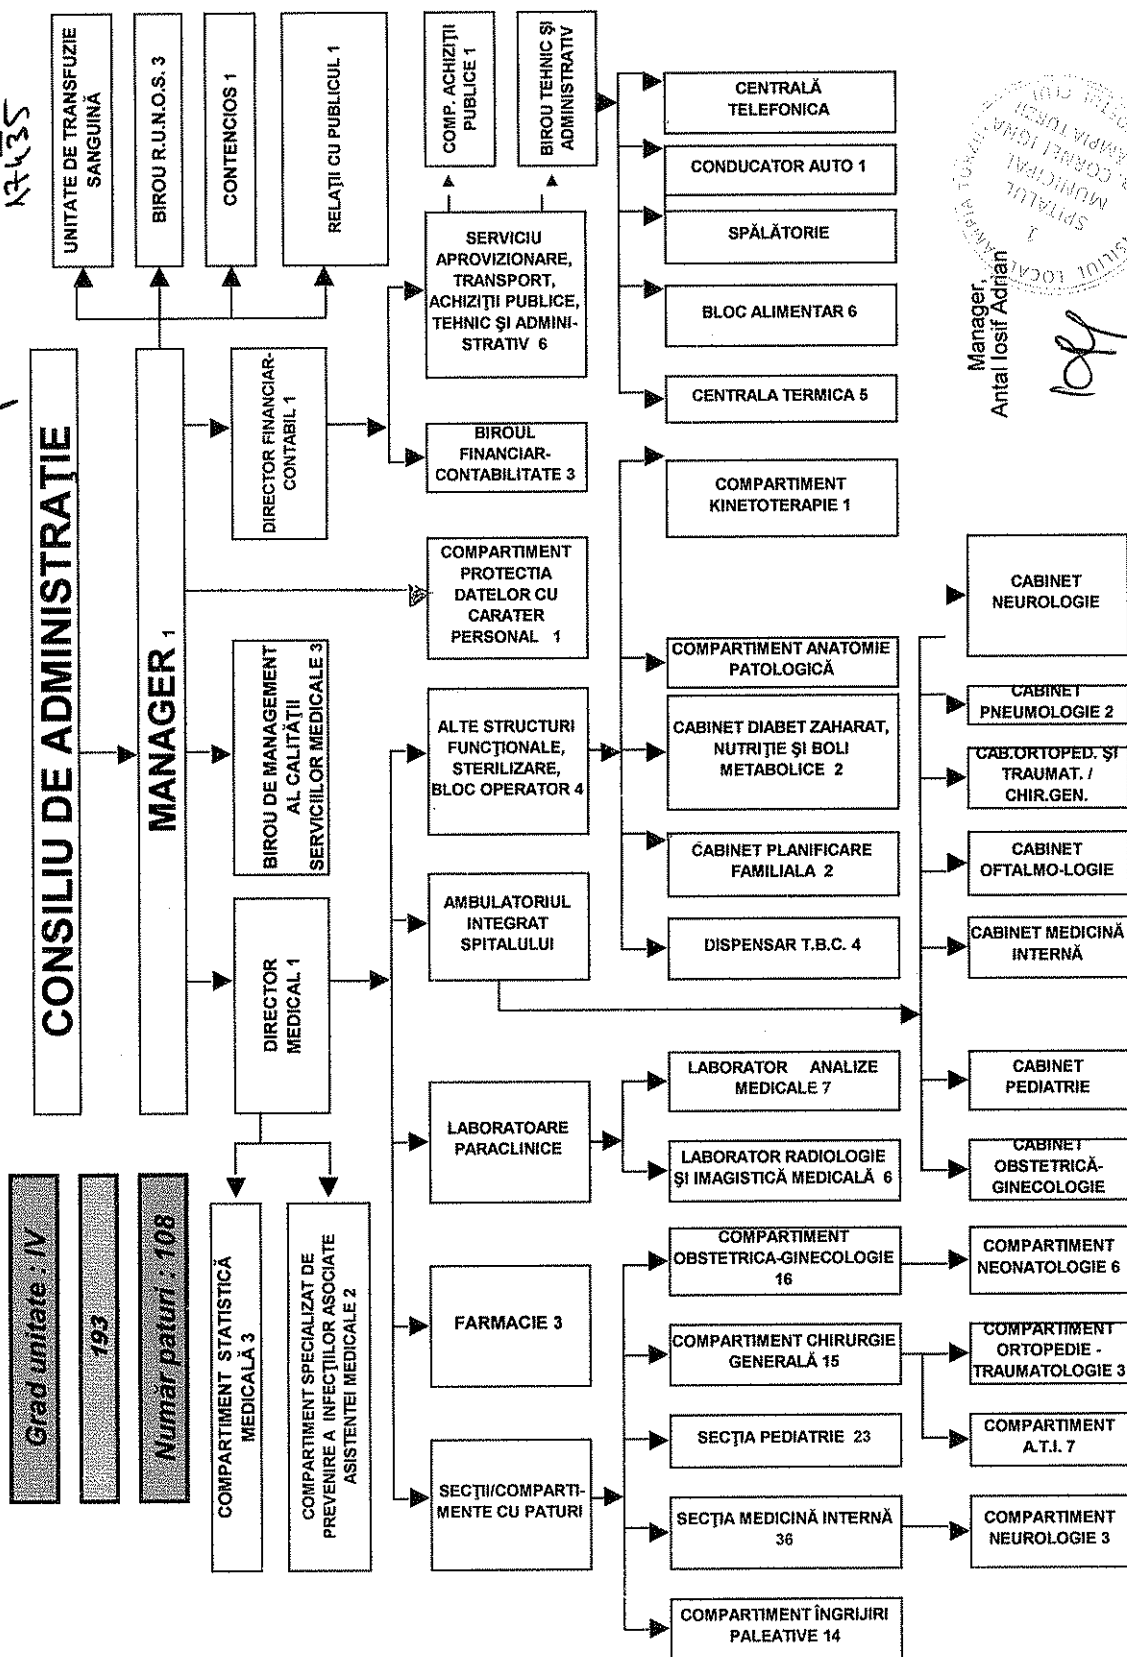 17435
Grad unitate : IV
193
Număr paturi : 108
CONSILIU DE ADMINISTRAȚIE
MANAGER 1
UNITATE DE TRANSFUZIE
SANGUINĂ
BIROU R.U.N.O.S. 3
CONTENCIOS 1
RELAȚII CU PUBLICUL 1
DIRECTOR
MEDICAL 1
BIROU DE MANAGEMENT
AL CALITĂȚII
SERVICIILOR MEDICALE 3
DIRECTOR FINANCIAR-
CONTABIL 1
COMPARTIMENT STATISTICĂ
MEDICALĂ 3
COMPARTIMENT SPECIALIZAT DE
PREVENIRE A INFECȚIILOR ASOCIATE
ASISTENTEI MEDICALE 2
SECȚII/COMPARTI-
MENTE CU PATURI
FARMACIE 3
LABORATOARE
PARACLINICE
AMBULATORIUL
INTEGRAT
SPITALULUI
ALTE STRUCTURI
FUNCȚIONALE,
STERILIZARE,
BLOC OPERATOR 4
COMPARTIMENT
PROTECTIA
DATELOR CU
CARATER
PERSONAL 1
BIROUL
FINANCIAR-
CONTABILITATE 3
SERVICIU
APROVIZIONARE,
TRANSPORT,
ACHIZIȚII PUBLICE,
TEHNIC ȘI ADMINI-
STRATIV 6
COMP. ACHIZIȚII
PUBLICE 1
BIROU TEHNIC ȘI
ADMINISTRATIV
COMPARTIMENT ÎNGRIJIRI
PALEATIVE 14
SECȚIA MEDICINĂ INTERNĂ
36
SECȚIA PEDIATRIE 23
COMPARTIMENT CHIRURGIE
GENERALĂ 15
COMPARTIMENT
OBSTETRICA-GINECOLOGIE
16
LABORATOR RADIOLOGIE
ȘI IMAGISTICĂ MEDICALĂ 6
LABORATOR ANALIZE
MEDICALE 7
DISPENSAR T.B.C. 4
CABINET PLANIFICARE
FAMILIALA 2
CABINET DIABET ZAHARAT,
NUTRIȚIE ȘI BOLI
METABOLICE 2
COMPARTIMENT ANATOMIE
PATOLOGICĂ
COMPARTIMENT
KINETOTERAPIE 1
CENTRALA TERMICA 5
BLOC ALIMENTAR 6
SPĂLĂTORIE
CONDUCATOR AUTO 1
CENTRALĂ
TELEFONICA
COMPARTIMENT
NEUROLOGIE 3
COMPARTIMENT
A.T.I. 7
COMPARTIMENT
ORTOPEDIE -
TRAUMATOLOGIE 3
COMPARTIMENT
NEONATOLOGIE 6
CABINET
OBSTETRICĂ-
GINECOLOGIE
CABINET
PEDIATRIE
CABINET MEDICINĂ
INTERNĂ
CABINET
OFTALMO-LOGIE
CAB.ORTOPED. ȘI
TRAUMAT. /
CHIR.GEN.
CABINET
PNEUMOLOGIE 2
CABINET
NEUROLOGIE
Manager,
Antal Iosif Adrian
SPITALUL
MUNICIPAL